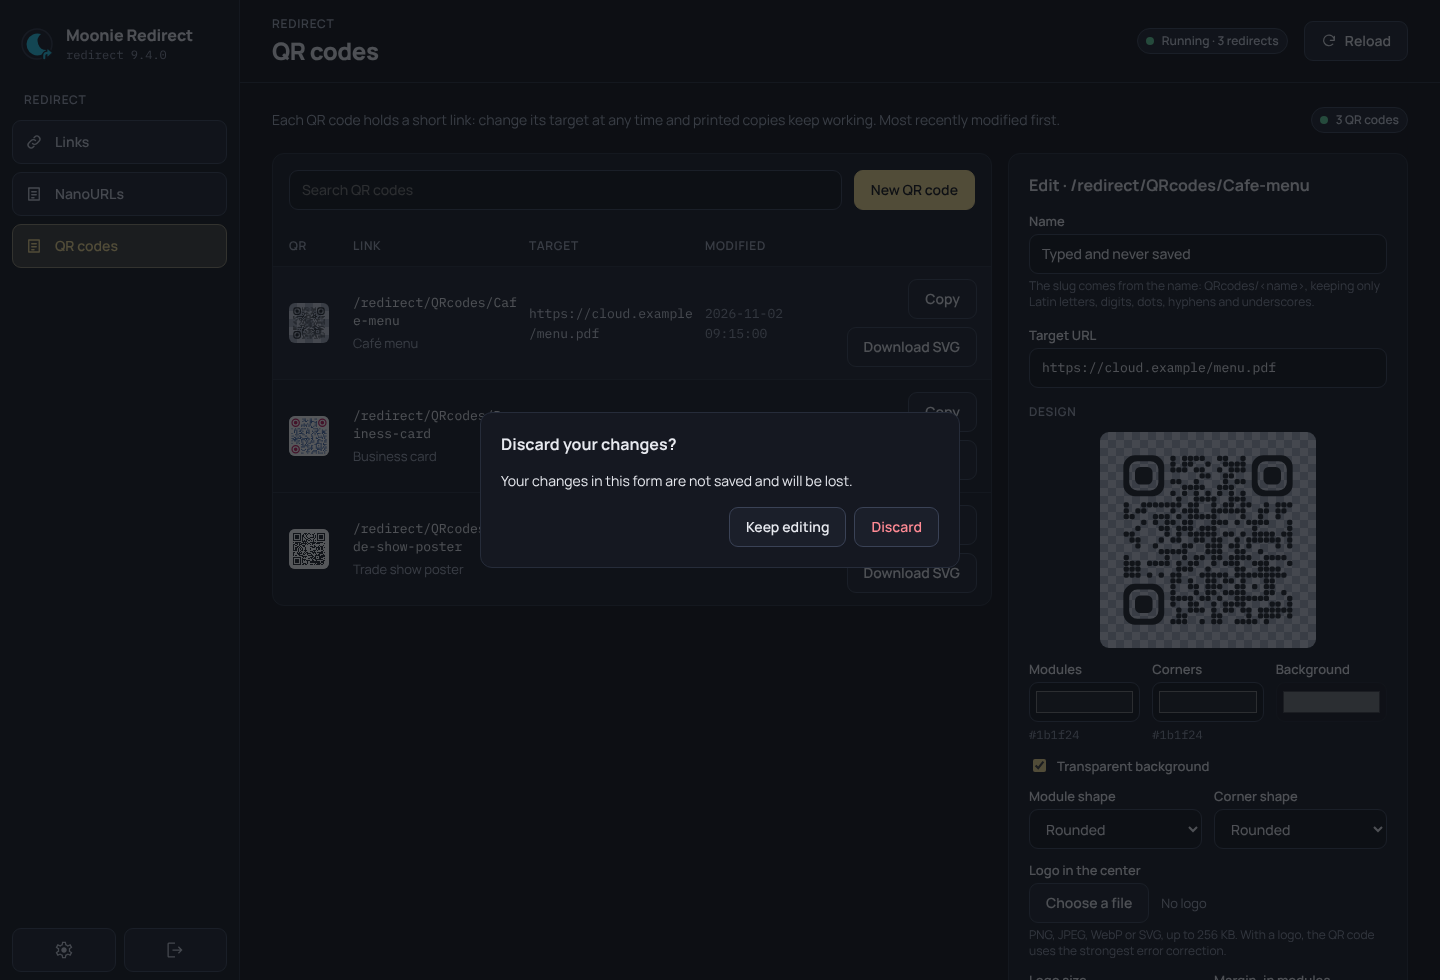 Moonie Redirect
redirect 9.4.0
REDIRECT
Links
NanoURLs
QR codes
REDIRECT
QR codes
Running · 3 redirects
Reload
Each QR code holds a short link: change its target at any time and printed copies keep working. Most recently modified first.
3 QR codes
Search QR codes
New QR code
QR
LINK
TARGET
MODIFIED
/redirect/QRcodes/Caf
e-menu
Café menu
https://cloud.example
/menu.pdf
2026-11-02
09:15:00
Copy
Download SVG
/redirect/QRcodes/
iness-card
Business card
Copy
/redirect/QRcodes
de-show-poster
Trade show poster
Download SVG
Discard your changes?
Your changes in this form are not saved and will be lost.
Keep editing
Discard
Edit · /redirect/QRcodes/Cafe-menu
Name
Typed and never saved
The slug comes from the name: QRcodes/<name>, keeping only
Latin letters, digits, dots, hyphens and underscores.
Target URL
https://cloud.example/menu.pdf
DESIGN
Modules
Corners
Background
#1b1f24
#1b1f24
Transparent background
Module shape
Corner shape
Rounded
Rounded
Logo in the center
Choose a file
No logo
PNG, JPEG, WebP or SVG, up to 256 KB. With a logo, the QR code
uses the strongest error correction.
Logo size
Margin, in modules